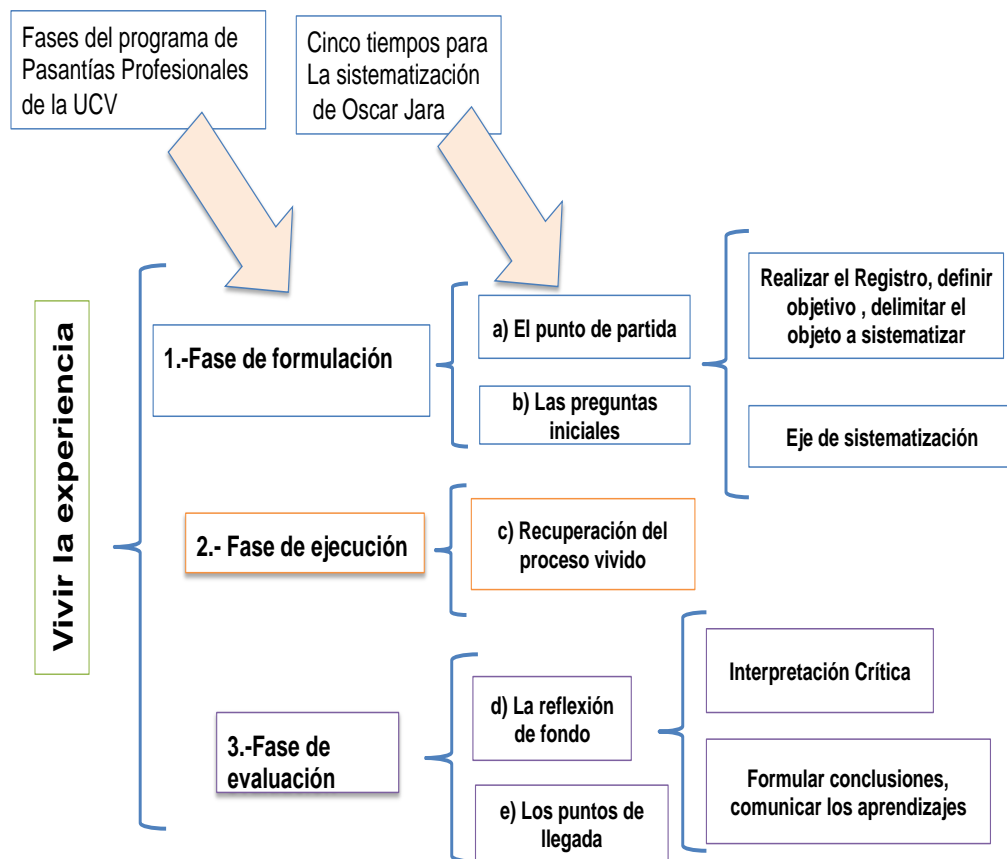 Fases del programa de
Pasantías Profesionales
de la UCV
Cinco tiempos para
La sistematización
de Oscar Jara
Vivir la experiencia
1.-Fase de formulación
a) El punto de partida
b) Las preguntas
iniciales
Realizar el Registro, definir
objetivo , delimitar el
objeto a sistematizar
Eje de sistematización
2.- Fase de ejecución
c) Recuperación del
proceso vivido
3.-Fase de
evaluación
d) La reflexión
de fondo
e) Los puntos de
llegada
Interpretación Crítica
Formular conclusiones,
comunicar los aprendizajes